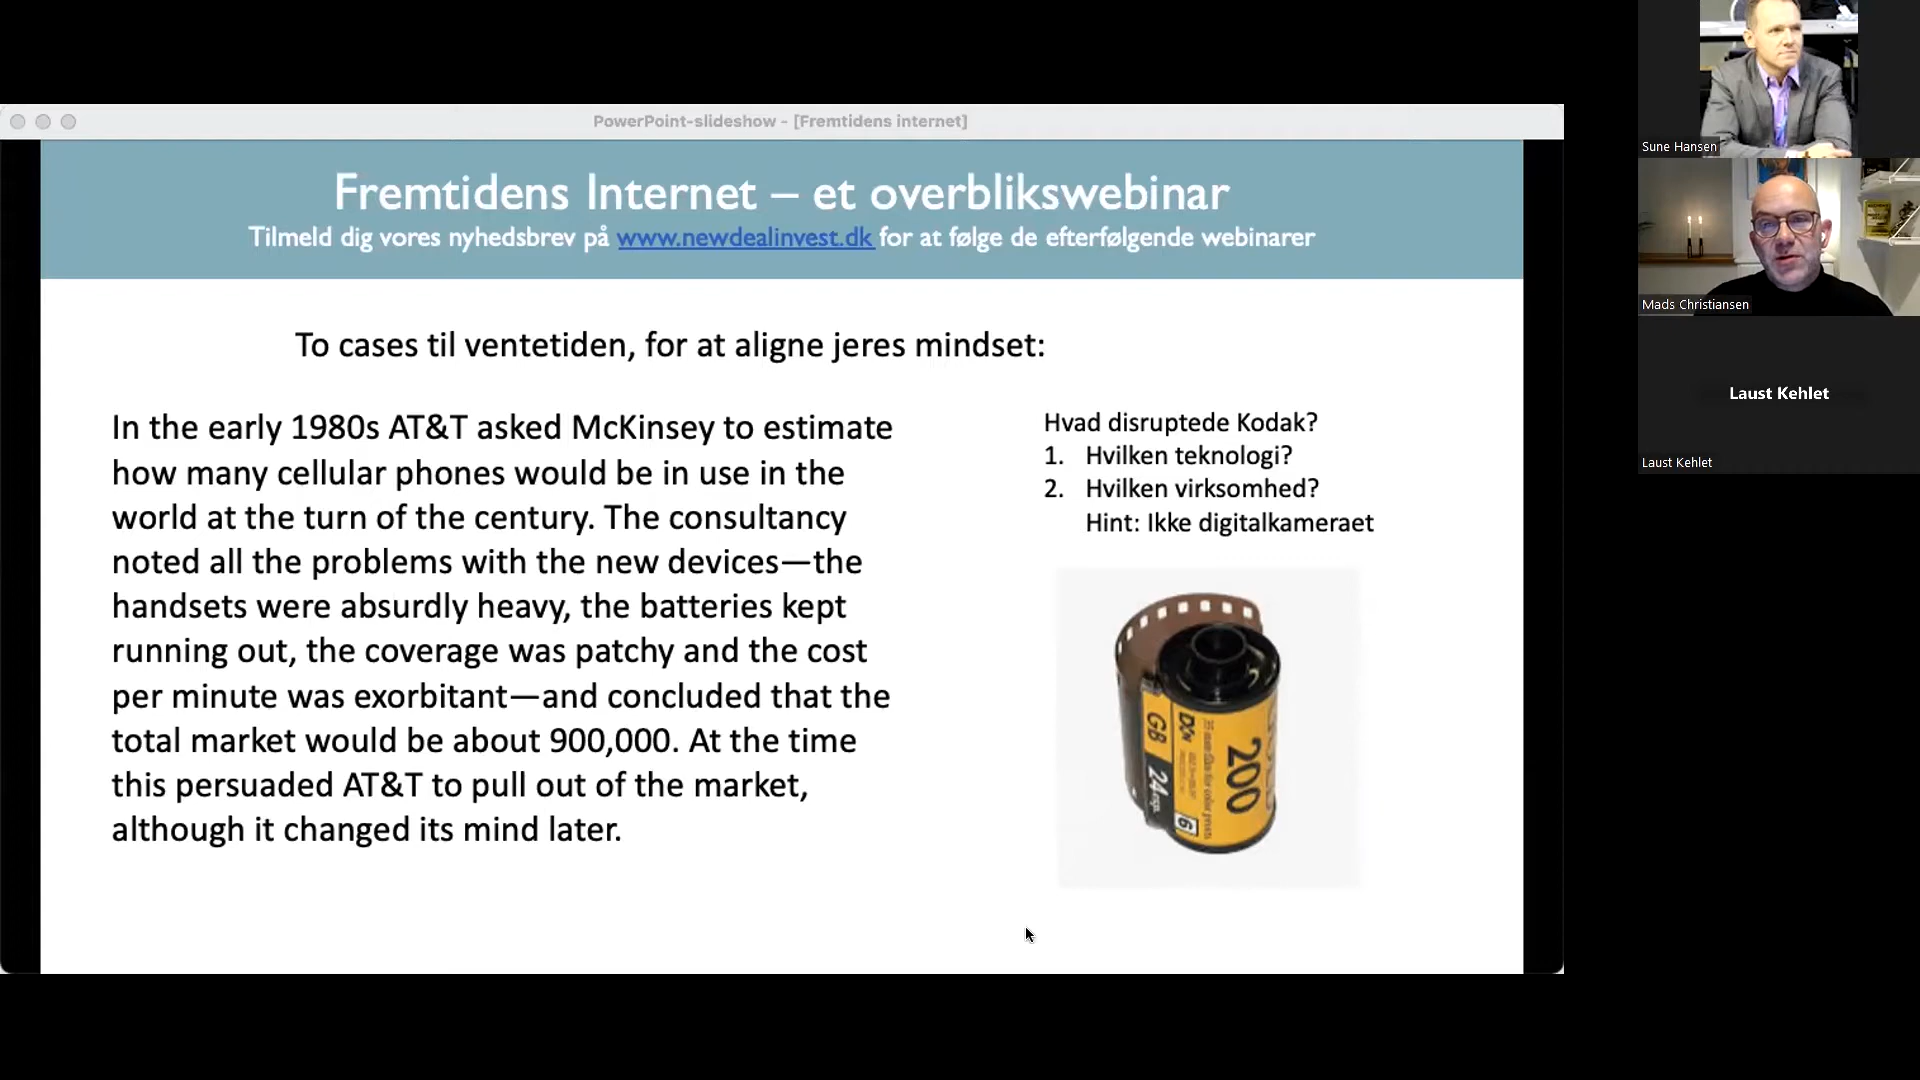 PowerPoint-slideshow - [Fremtidens internet]
Fremtidens Internet – et overblikswebinar
Tilmeld dig vores nyhedsbrev på www.newdealinvest.dk for at følge de efterfølgende webinarer
To cases til ventetiden, for at aligne jeres mindset:
In the early 1980s AT&T asked McKinsey to estimate
how many cellular phones would be in use in the
world at the turn of the century. The consultancy
noted all the problems with the new devices—the
handsets were absurdly heavy, the batteries kept
running out, the coverage was patchy and the cost
per minute was exorbitant—and concluded that the
total market would be about 900,000. At the time
this persuaded AT&T to pull out of the market,
although it changed its mind later.
Hvad disruptede Kodak?
1. Hvilken teknologi?
2. Hvilken virksomhed?
Hint: Ikke digitalkameraet
200
GB
24
6
Sune Hansen
Mads Christiansen
Laust Kehlet
Laust Kehlet